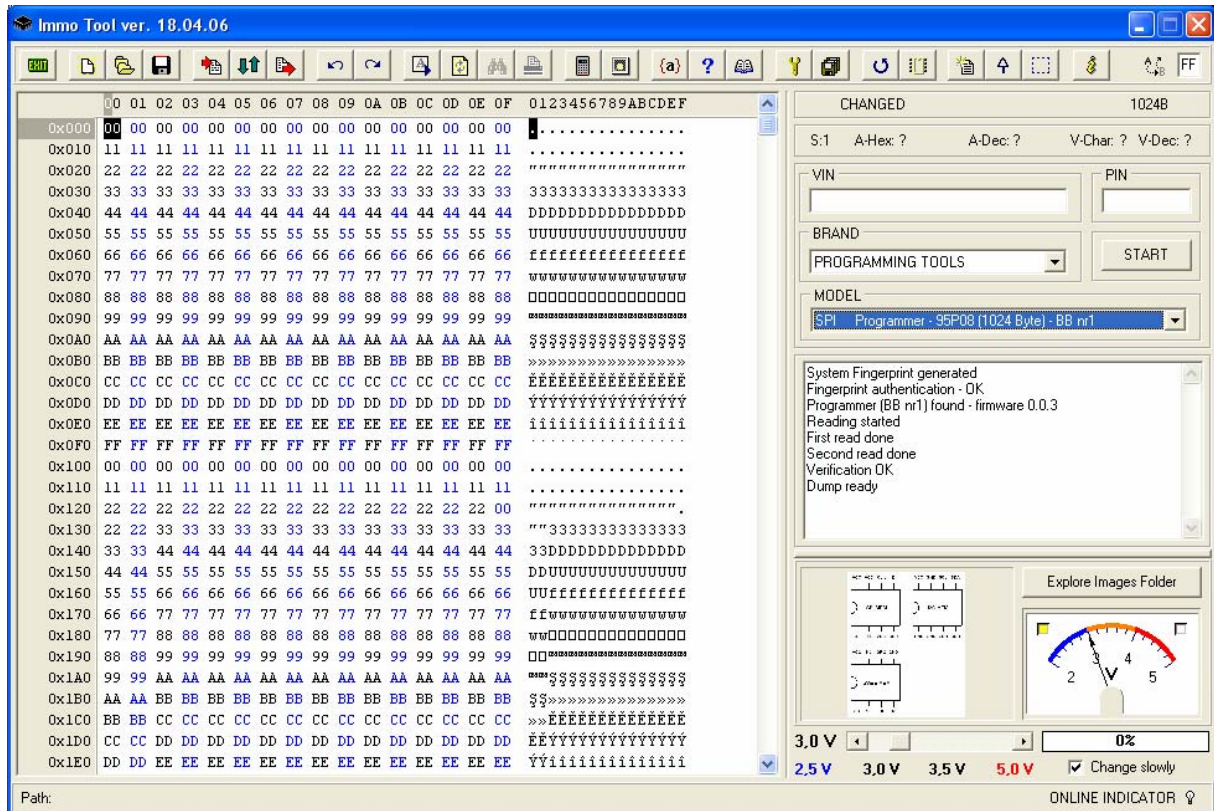 Immo Tool ver. 18.04.06
EXIT {a} ? FF
00 01 02 03 04 05 06 07 08 09 0A 0B 0C 0D 0E 0F 0123456789ABCDEF
0x000 00 00 00 00 00 00 00 00 00 00 00 00 00 00 00 00 ................
0x010 11 11 11 11 11 11 11 11 11 11 11 11 11 11 11 11 ................
0x020 22 22 22 22 22 22 22 22 22 22 22 22 22 22 22 22 """"""""""""""""
0x030 33 33 33 33 33 33 33 33 33 33 33 33 33 33 33 33 3333333333333333
0x040 44 44 44 44 44 44 44 44 44 44 44 44 44 44 44 44 DDDDDDDDDDDDDDDD
0x050 55 55 55 55 55 55 55 55 55 55 55 55 55 55 55 55 UUUUUUUUUUUUUUUU
0x060 66 66 66 66 66 66 66 66 66 66 66 66 66 66 66 66 ffffffffffffffff
0x070 77 77 77 77 77 77 77 77 77 77 77 77 77 77 77 77 wwwwwwwwwwwwwwww
0x080 88 88 88 88 88 88 88 88 88 88 88 88 88 88 88 88
0x090 99 99 99 99 99 99 99 99 99 99 99 99 99 99 99 99 ™™™™™™™™™™™™™™™™
0x0A0 AA AA AA AA AA AA AA AA AA AA AA AA AA AA AA AA ŞŞŞŞŞŞŞŞŞŞŞŞŞŞŞŞ
0x0B0 BB BB BB BB BB BB BB BB BB BB BB BB BB BB BB BB »»»»»»»»»»»»»»»»
0x0C0 CC CC CC CC CC CC CC CC CC CC CC CC CC CC CC CC ĚĚĚĚĚĚĚĚĚĚĚĚĚĚĚĚ
0x0D0 DD DD DD DD DD DD DD DD DD DD DD DD DD DD DD DD ÝÝÝÝÝÝÝÝÝÝÝÝÝÝÝÝ
0x0E0 EE EE EE EE EE EE EE EE EE EE EE EE EE EE EE EE îîîîîîîîîîîîîîîî
0x0F0 FF FF FF FF FF FF FF FF FF FF FF FF FF FF FF FF ˙˙˙˙˙˙˙˙˙˙˙˙˙˙˙˙
0x100 00 00 00 00 00 00 00 00 00 00 00 00 00 00 00 00 ................
0x110 11 11 11 11 11 11 11 11 11 11 11 11 11 11 11 11 ................
0x120 22 22 22 22 22 22 22 22 22 22 22 22 22 22 22 00 """"""""""""""".
0x130 22 22 33 33 33 33 33 33 33 33 33 33 33 33 33 33 ""33333333333333
0x140 33 33 44 44 44 44 44 44 44 44 44 44 44 44 44 44 33DDDDDDDDDDDDDD
0x150 44 44 55 55 55 55 55 55 55 55 55 55 55 55 55 55 DDUUUUUUUUUUUUUU
0x160 55 55 66 66 66 66 66 66 66 66 66 66 66 66 66 66 UUffffffffffffff
0x170 66 66 77 77 77 77 77 77 77 77 77 77 77 77 77 77 ffwwwwwwwwwwwwww
0x180 77 77 88 88 88 88 88 88 88 88 88 88 88 88 88 88 ww
0x190 88 88 99 99 99 99 99 99 99 99 99 99 99 99 99 99 ™™™™™™™™™™™™™™
0x1A0 99 99 AA AA AA AA AA AA AA AA AA AA AA AA AA AA ™™ŞŞŞŞŞŞŞŞŞŞŞŞŞŞ
0x1B0 AA AA BB BB BB BB BB BB BB BB BB BB BB BB BB BB ŞŞ»»»»»»»»»»»»»»
0x1C0 BB BB CC CC CC CC CC CC CC CC CC CC CC CC CC CC »»ĚĚĚĚĚĚĚĚĚĚĚĚĚĚ
0x1D0 CC CC DD DD DD DD DD DD DD DD DD DD DD DD DD DD ĚĚÝÝÝÝÝÝÝÝÝÝÝÝÝÝ
0x1E0 DD DD EE EE EE EE EE EE EE EE EE EE EE EE EE EE ÝÝîîîîîîîîîîîîîî
CHANGED 1024B
S:1 A-Hex: ? A-Dec: ? V-Char: ? V-Dec: ?
VIN PIN
BRAND
PROGRAMMING TOOLS START
MODEL
SPI Programmer - 95P08 (1024 Byte) - BB nr1
System Fingerprint generated
Fingerprint authentication - OK
Programmer (BB nr1) found - firmware 0.0.3
Reading started
First read done
Second read done
Verification OK
Dump ready
Explore Images Folder
2 3 4 5
V
3,0 V 0%
2,5 V 3,0 V 3,5 V 5,0 V Change slowly
Path: ONLINE INDICATOR